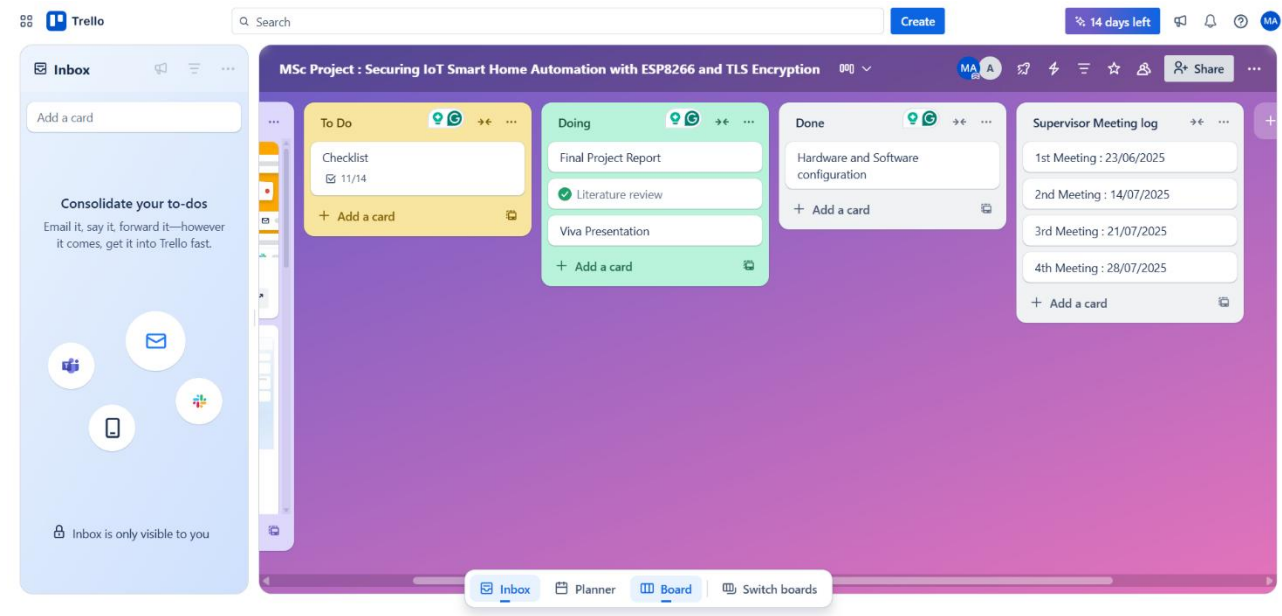 Trello
Search
Create
14 days left
MA
Inbox
Add a card
Consolidate your to-dos
Email it, say it, forward it—however
it comes, get it into Trello fast.
Inbox is only visible to you
MSc Project : Securing IoT Smart Home Automation with ESP8266 and TLS Encryption
MA
A
Share
To Do
Checklist
11/14
Add a card
Doing
Final Project Report
Literature review
Viva Presentation
Add a card
Done
Hardware and Software
configuration
Add a card
Supervisor Meeting log
1st Meeting : 23/06/2025
2nd Meeting : 14/07/2025
3rd Meeting : 21/07/2025
4th Meeting : 28/07/2025
Add a card
Inbox
Planner
Board
Switch boards